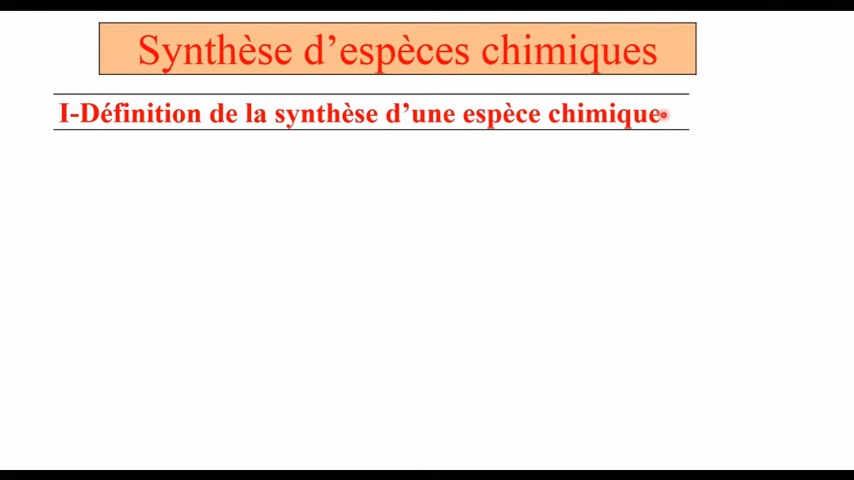 Synthèse d’espèces chimiques
I-Définition de la synthèse d’une espèce chimique